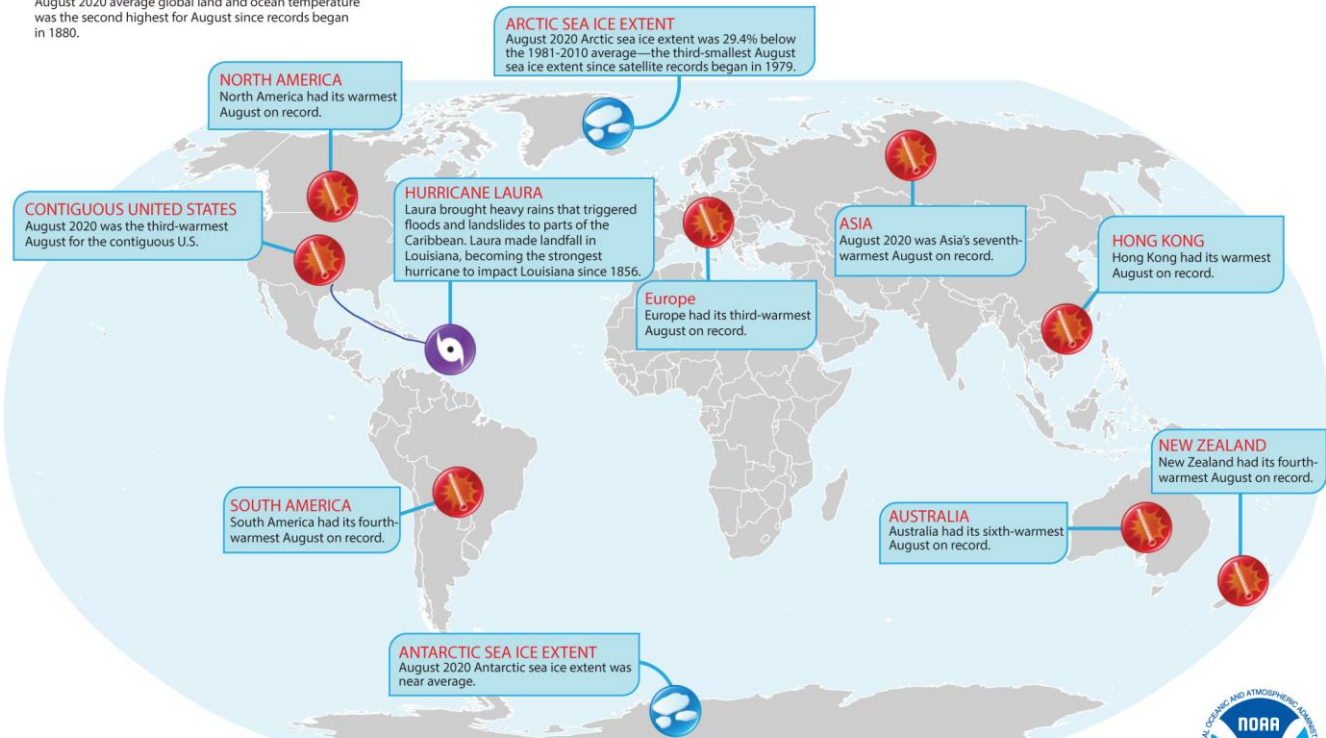 August 2020 average global land and ocean temperature
was the second highest for August since records began
in 1880.
ARCTIC SEA ICE EXTENT
August 2020 Arctic sea ice extent was 29.4% below
the 1981-2010 average—the third-smallest August
sea ice extent since satellite records began in 1979.
NORTH AMERICA
North America had its warmest
August on record.
CONTIGUOUS UNITED STATES
August 2020 was the third-warmest
August for the contiguous U.S.
HURRICANE LAURA
Laura brought heavy rains that triggered
floods and landslides to parts of the
Caribbean. Laura made landfall in
Louisiana, becoming the strongest
hurricane to impact Louisiana since 1856.
Europe
Europe had its third-warmest
August on record.
ASIA
August 2020 was Asia's seventh-
warmest August on record.
HONG KONG
Hong Kong had its warmest
August on record.
SOUTH AMERICA
South America had its fourth-
warmest August on record.
AUSTRALIA
Australia had its sixth-warmest
August on record.
NEW ZEALAND
New Zealand had its fourth-
warmest August on record.
ANTARCTIC SEA ICE EXTENT
August 2020 Antarctic sea ice extent was
near average.
OCEANIC AND ATMOSPHERIC
NOAA